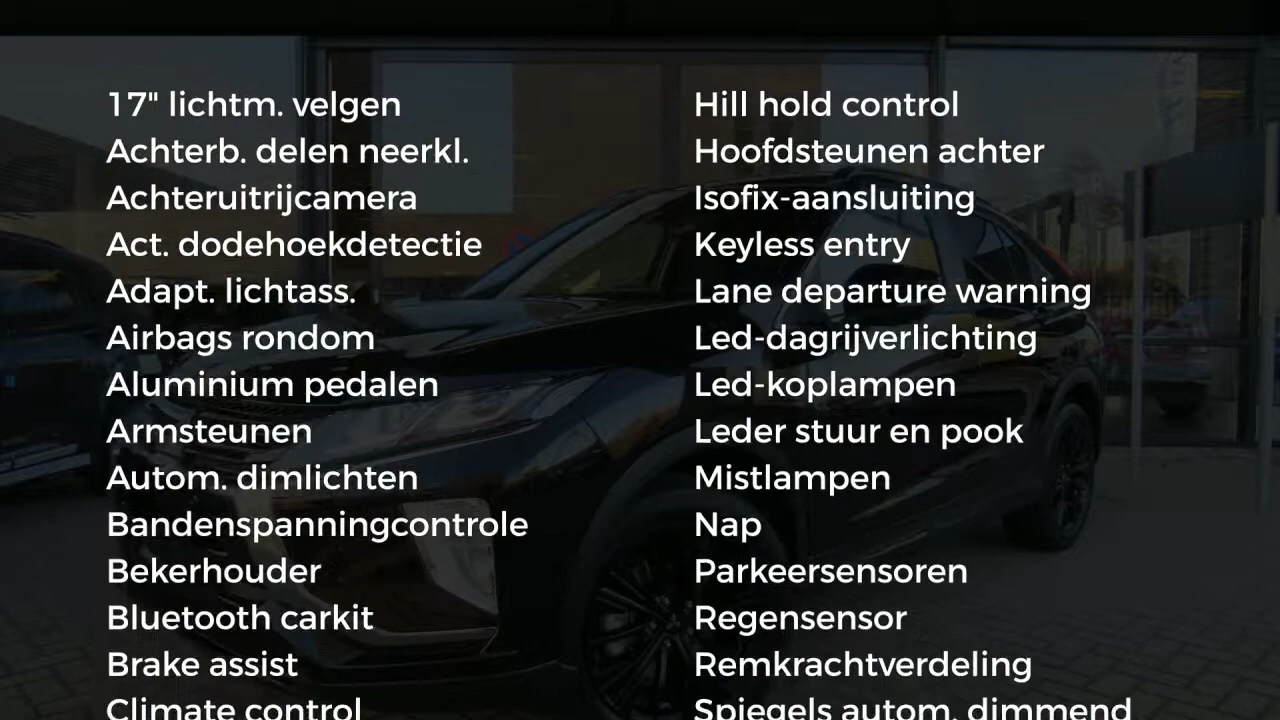 17" lichtm. velgen
Achterb. delen neerkl.
Achteruitrijcamera
Act. dodehoekdetectie
Adapt. lichtass.
Airbags rondom
Aluminium pedalen
Armsteunen
Autom. dimlichten
Bandenspanningcontrole
Bekerhouder
Bluetooth carkit
Brake assist
Climate control
Hill hold control
Hoofdsteunen achter
Isofix-aansluiting
Keyless entry
Lane departure warning
Led-dagrijverlichting
Led-koplampen
Leder stuur en pook
Mistlampen
Nap
Parkeersensoren
Regensensor
Remkrachtverdeling
Spiegels autom. dimmend